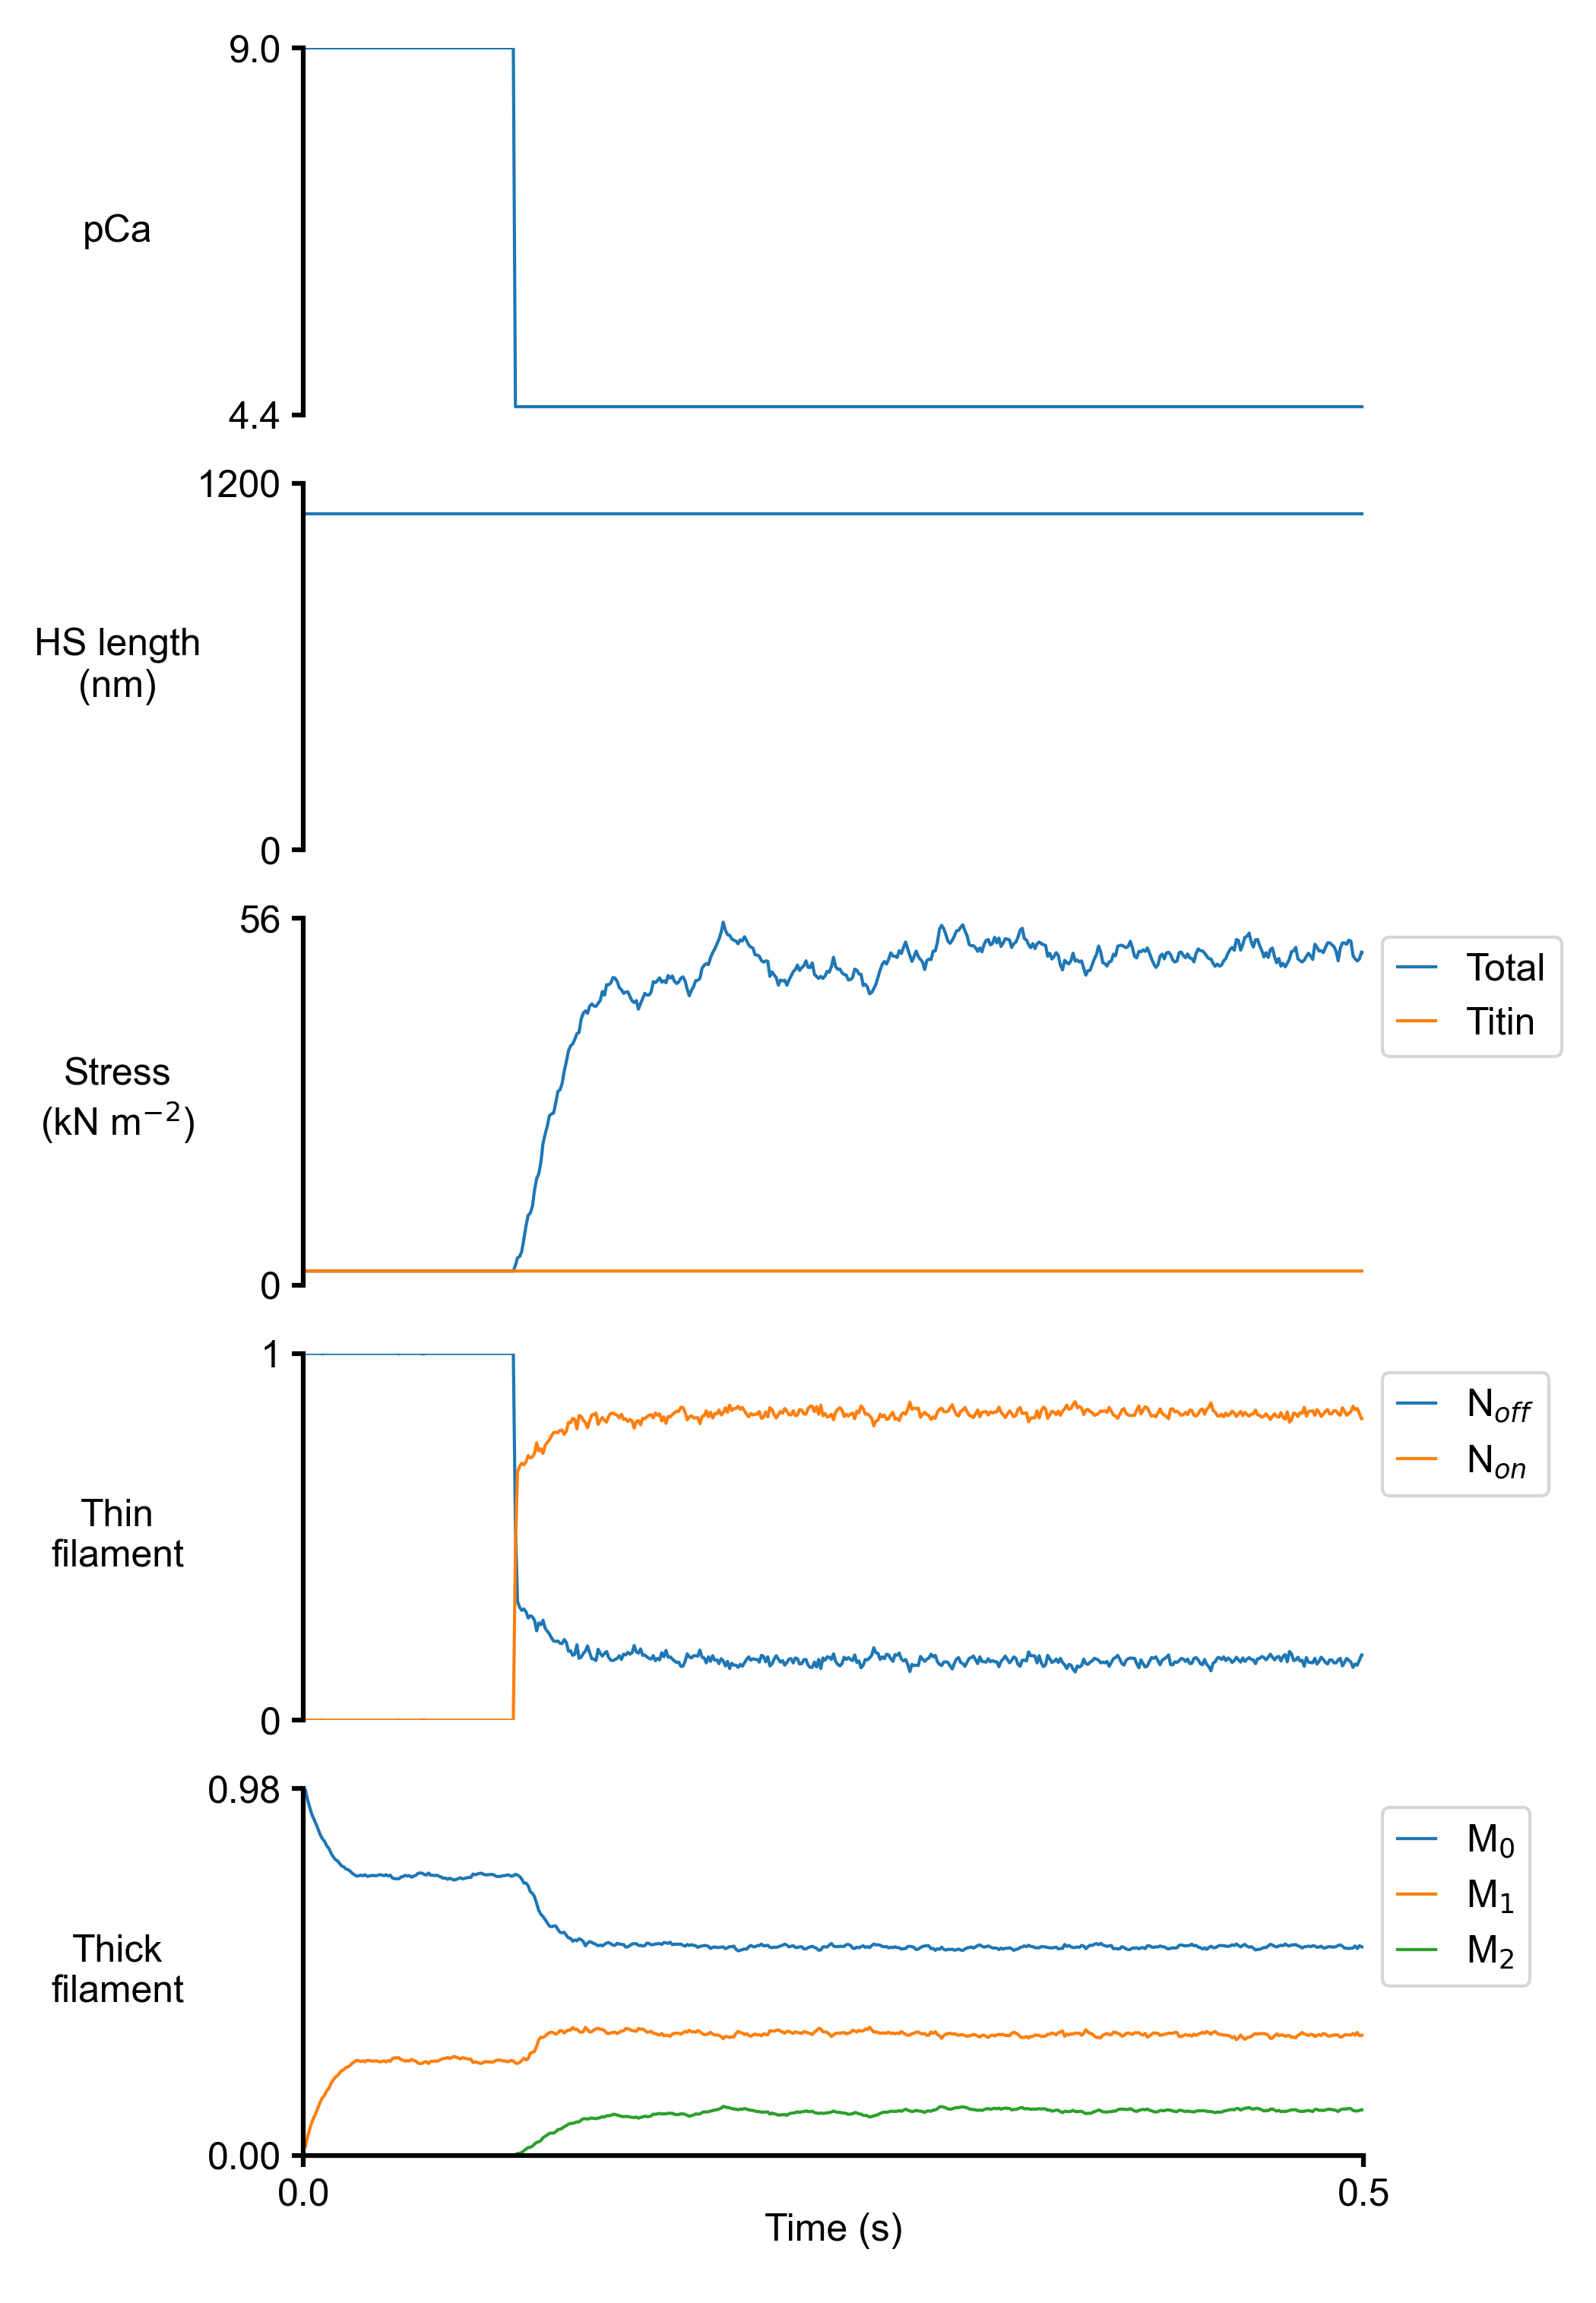 9.0
pCa
4.4
1200
HS length
(nm)
0
56
Total
Titin
Stress
(kN m⁻²)
0
1
N_off
N_on
Thin
filament
0
0.98
M₀
M₁
M₂
Thick
filament
0.00
0.0
0.5
Time (s)